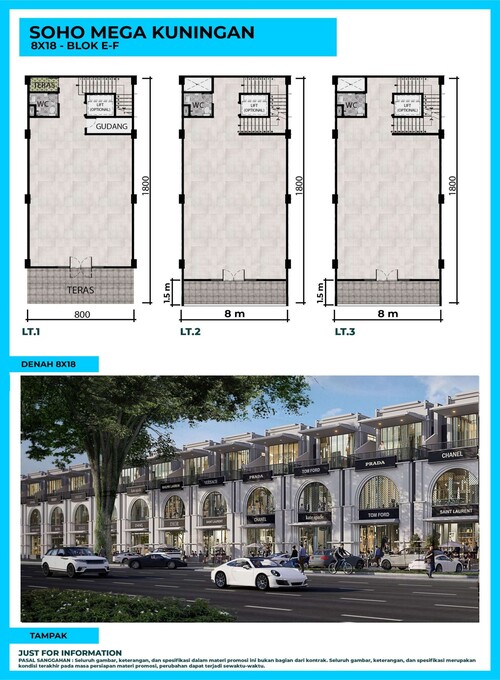 SOHO MEGA KUNINGAN
8X18 - BLOK E-F
TERAS
WC
LIFT
(OPTIONAL)
GUDANG
1800
TERAS
800
LT.1
WC
LIFT
(OPTIONAL)
1800
1.5 m
8 m
LT.2
WC
LIFT
(OPTIONAL)
1800
1.5 m
8 m
LT.3
DENAH 8X18
CHANEL
PRADA
TOM FORD
PRADA
SAINT LAURENT
TOM FORD
kate spade
CHANEL
TAMPAK
JUST FOR INFORMATION
PASAL SANGGAHAN : Seluruh gambar, keterangan, dan spesifikasi dalam materi promosi ini bukan bagian dari kontrak. Seluruh gambar, keterangan, dan spesifikasi merupakan
kondisi terakhir pada masa persiapan materi promosi, perubahan dapat terjadi sewaktu-waktu.